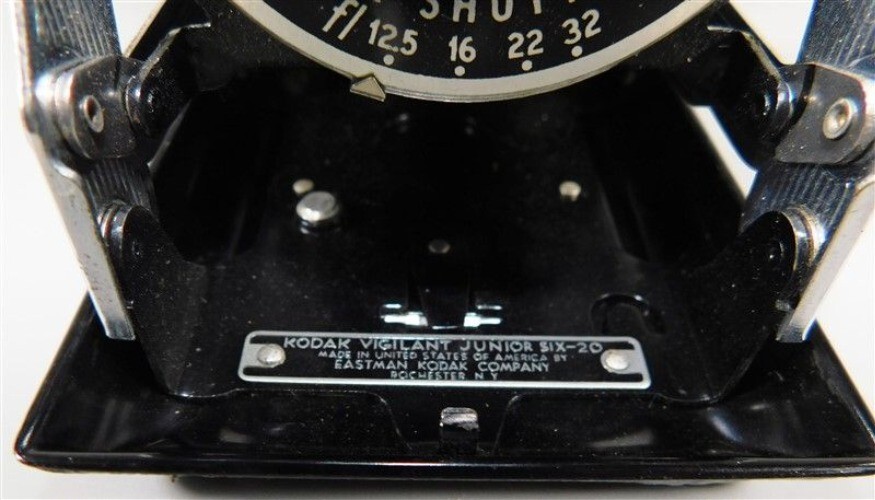 SHUT
f/ 12.5 16 22 32
KODAK VIGILANT JUNIOR SIX-20
MADE IN UNITED STATES OF AMERICA BY
EASTMAN KODAK COMPANY
ROCHESTER, N.Y.